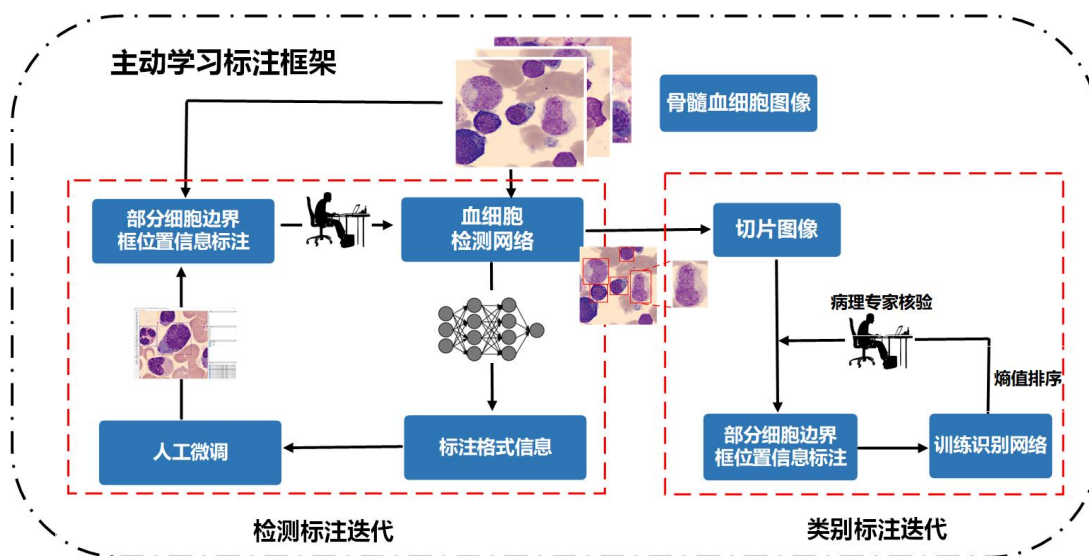 主动学习标注框架
骨髓血细胞图像
部分细胞边界
框位置信息标注
血细胞
检测网络
切片图像
病理专家核验
熵值排序
人工微调
标注格式信息
部分细胞边界
框位置信息标注
训练识别网络
检测标注迭代
类别标注迭代